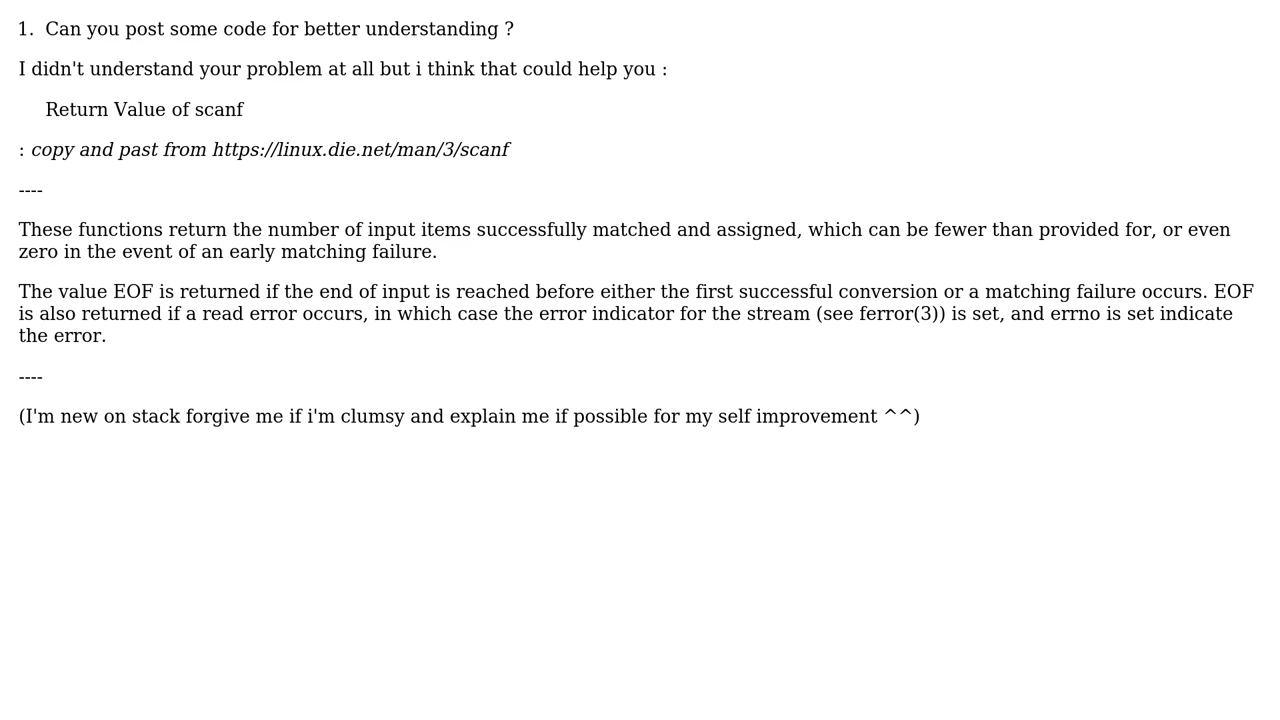 1. Can you post some code for better understanding ?
I didn't understand your problem at all but i think that could help you :
Return Value of scanf
: copy and past from https://linux.die.net/man/3/scanf
----
These functions return the number of input items successfully matched and assigned, which can be fewer than provided for, or even
zero in the event of an early matching failure.
The value EOF is returned if the end of input is reached before either the first successful conversion or a matching failure occurs. EOF
is also returned if a read error occurs, in which case the error indicator for the stream (see ferror(3)) is set, and errno is set indicate
the error.
----
(I'm new on stack forgive me if i'm clumsy and explain me if possible for my self improvement ^^)